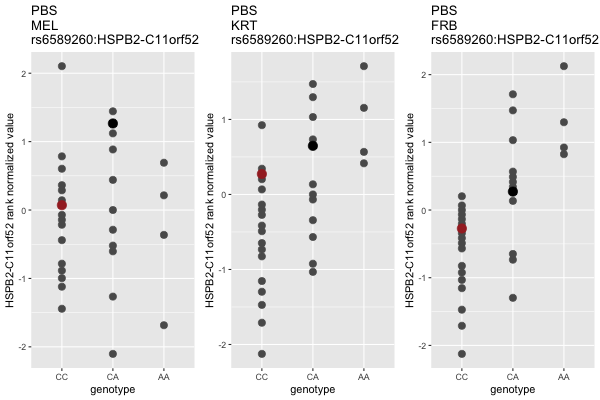 PBS
MEL
rs6589260:HSPB2-C11orf52
HSPB2-C11orf52 rank normalized value
2
1
0
-1
-2
CC
CA
AA
genotype
PBS
KRT
rs6589260:HSPB2-C11orf52
HSPB2-C11orf52 rank normalized value
1
0
-1
-2
CC
CA
AA
genotype
PBS
FRB
rs6589260:HSPB2-C11orf52
HSPB2-C11orf52 rank normalized value
2
1
0
-1
-2
CC
CA
AA
genotype